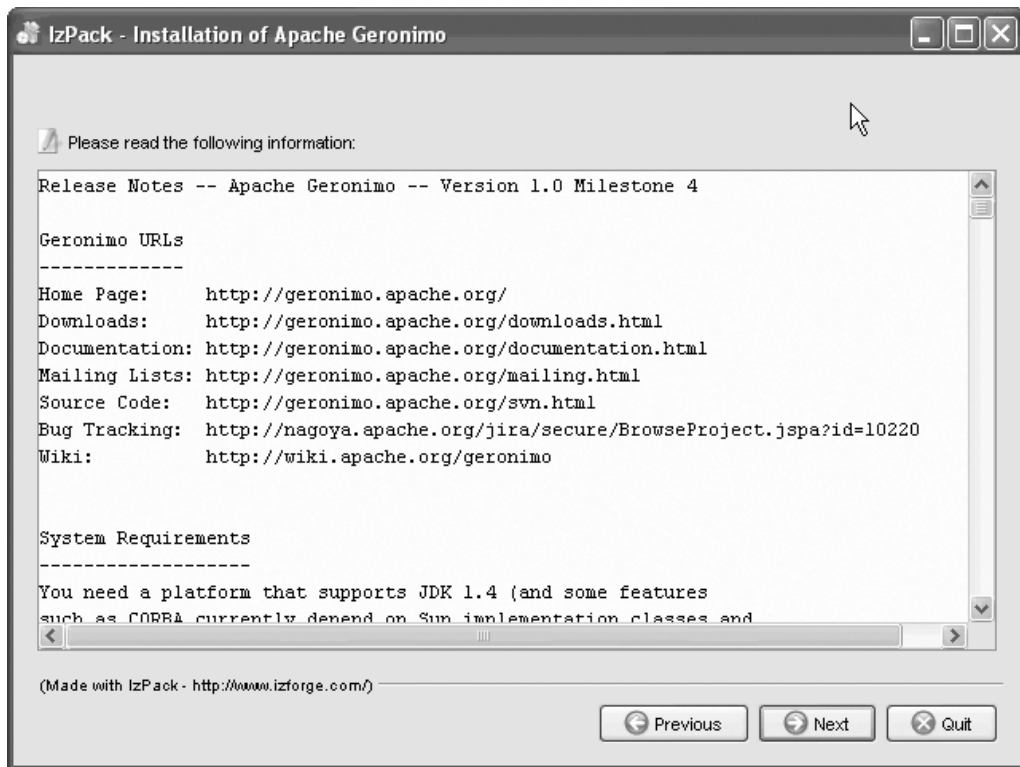 IzPack - Installation of Apache Geronimo
Please read the following information:
Release Notes -- Apache Geronimo -- Version 1.0 Milestone 4
Geronimo URLs
-------------
Home Page: http://geronimo.apache.org/
Downloads: http://geronimo.apache.org/downloads.html
Documentation: http://geronimo.apache.org/documentation.html
Mailing Lists: http://geronimo.apache.org/mailing.html
Source Code: http://geronimo.apache.org/svn.html
Bug Tracking: http://nagoya.apache.org/jira/secure/BrowseProject.jspa?id=10220
Wiki: http://wiki.apache.org/geronimo
System Requirements
-------------------
You need a platform that supports JDK 1.4 (and some features
such as CORBA currently depend on Sun implementation classes and
(Made with IzPack - http://www.izforge.com/)
Previous Next Quit